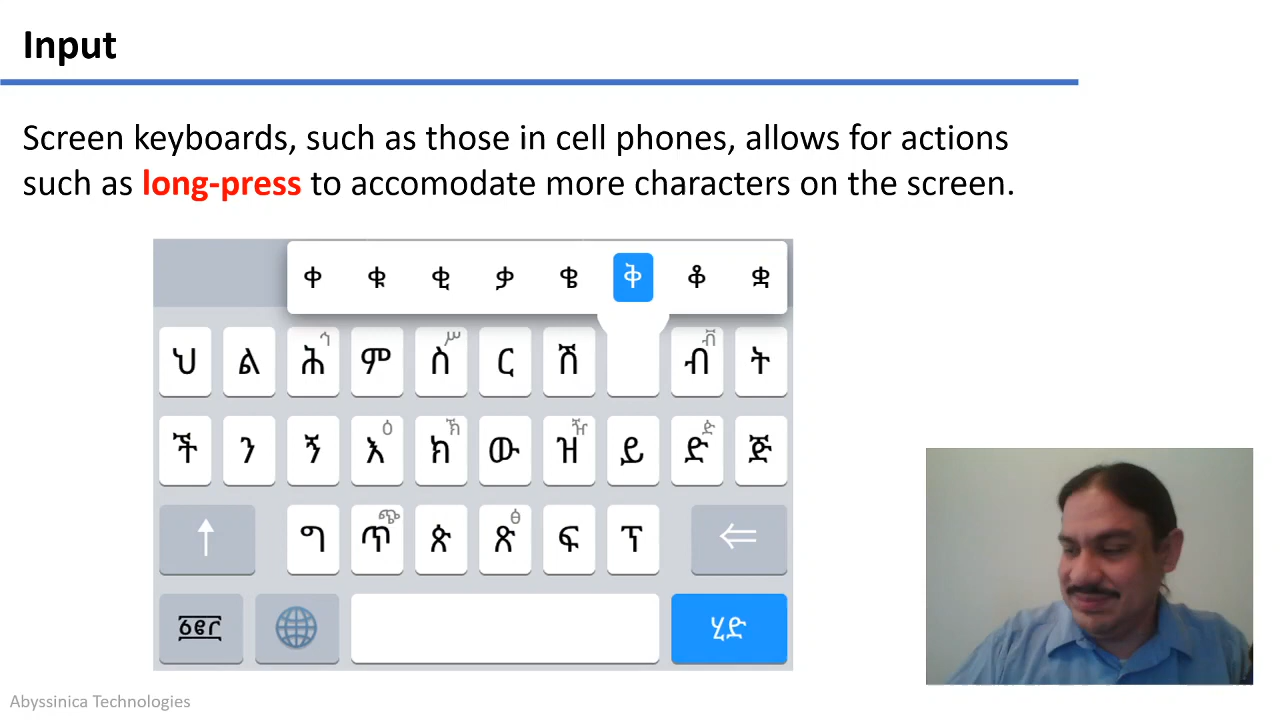 Input
Screen keyboards, such as those in cell phones, allows for actions
such as long-press to accomodate more characters on the screen.
ቀ ቁ ቂ ቃ ቄ ቅ ቆ ቋ
ህ ል ሕ ኅ ም ስ ሥ ር ሽ ብ ቭ ት
ች ን ኝ እ ዕ ክ ኽ ው ዝ ዥ ይ ድ ጅ
ግ ጥ ጭ ጵ ጽ ፅ ፍ ፕ
፩፪፫ ሂድ
Abyssinica Technologies